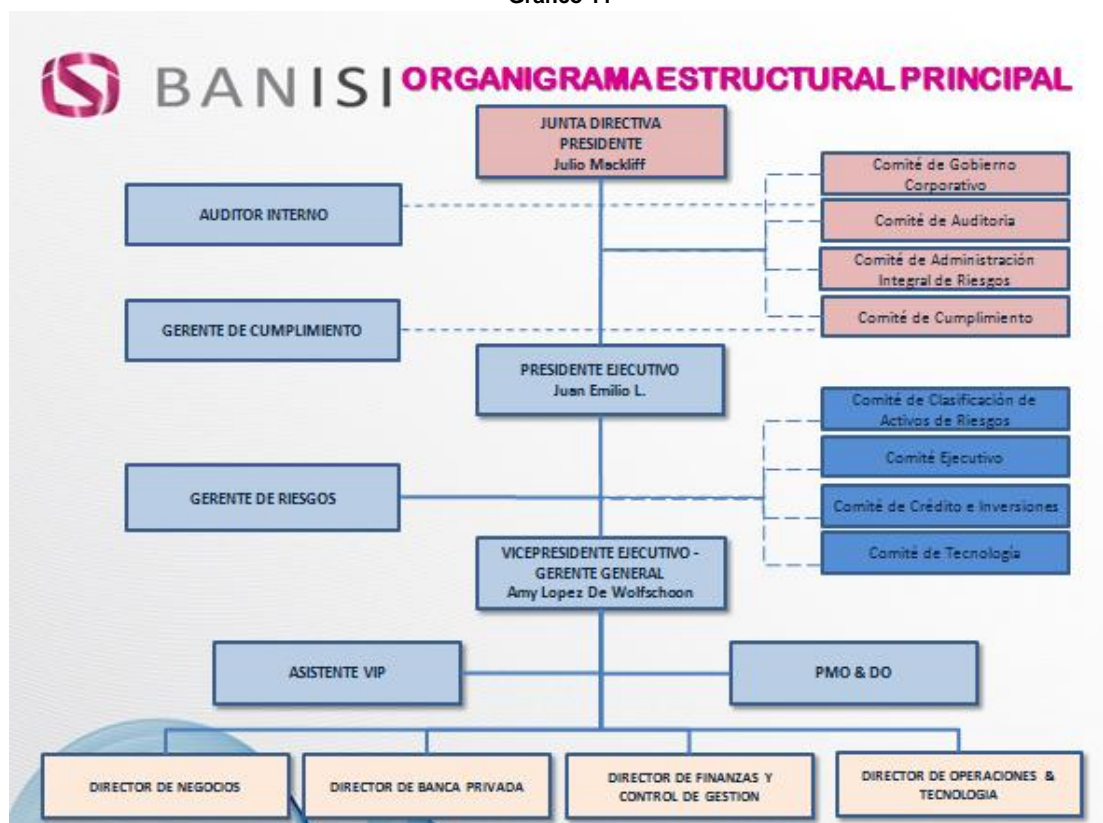 BANISI ORGANIGRAMA ESTRUCTURAL PRINCIPAL
JUNTA DIRECTIVA
PRESIDENTE
Julio Mackliff
Comité de Gobierno
Corporativo
AUDITOR INTERNO
Comité de Auditoria
Comité de Administración
Integral de Riesgos
GERENTE DE CUMPLIMIENTO
Comité de Cumplimiento
PRESIDENTE EJECUTIVO
Juan Emilio L.
Comité de Clasificación de
Activos de Riesgos
Comité Ejecutivo
GERENTE DE RIESGOS
Comité de Crédito e Inversiones
VICEPRESIDENTE EJECUTIVO -
GERENTE GENERAL
Amy Lopez De Wolfschoon
Comité de Tecnología
ASISTENTE VIP
PMO & DO
DIRECTOR DE NEGOCIOS
DIRECTOR DE BANCA PRIVADA
DIRECTOR DE FINANZAS Y
CONTROL DE GESTION
DIRECTOR DE OPERACIONES &
TECNOLOGIA